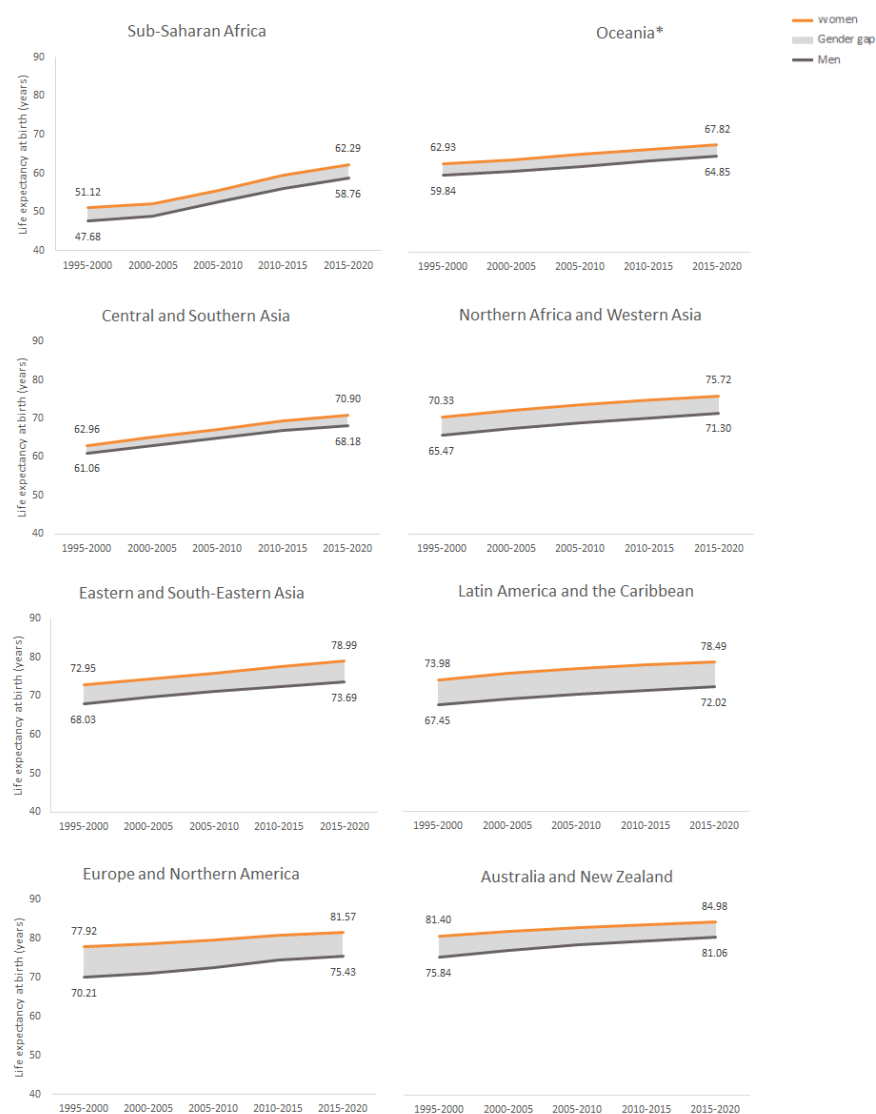 Women
Gender gap
Men
Sub-Saharan Africa
Life expectancy at birth (years)
90
80
70
60
50
40
51.12
47.68
62.29
58.76
1995-2000 2000-2005 2005-2010 2010-2015 2015-2020
Oceania*
62.93
59.84
67.82
64.85
1995-2000 2000-2005 2005-2010 2010-2015 2015-2020
Central and Southern Asia
Life expectancy at birth (years)
90
80
70
60
50
40
62.96
61.06
70.90
68.18
1995-2000 2000-2005 2005-2010 2010-2015 2015-2020
Northern Africa and Western Asia
70.33
65.47
75.72
71.30
1995-2000 2000-2005 2005-2010 2010-2015 2015-2020
Eastern and South-Eastern Asia
Life expectancy at birth (years)
90
80
70
60
50
40
72.95
68.03
78.99
73.69
1995-2000 2000-2005 2005-2010 2010-2015 2015-2020
Latin America and the Caribbean
73.98
67.45
78.49
72.02
1995-2000 2000-2005 2005-2010 2010-2015 2015-2020
Europe and Northern America
Life expectancy at birth (years)
90
80
70
60
50
40
77.92
70.21
81.57
75.43
1995-2000 2000-2005 2005-2010 2010-2015 2015-2020
Australia and New Zealand
81.40
75.84
84.98
81.06
1995-2000 2000-2005 2005-2010 2010-2015 2015-2020